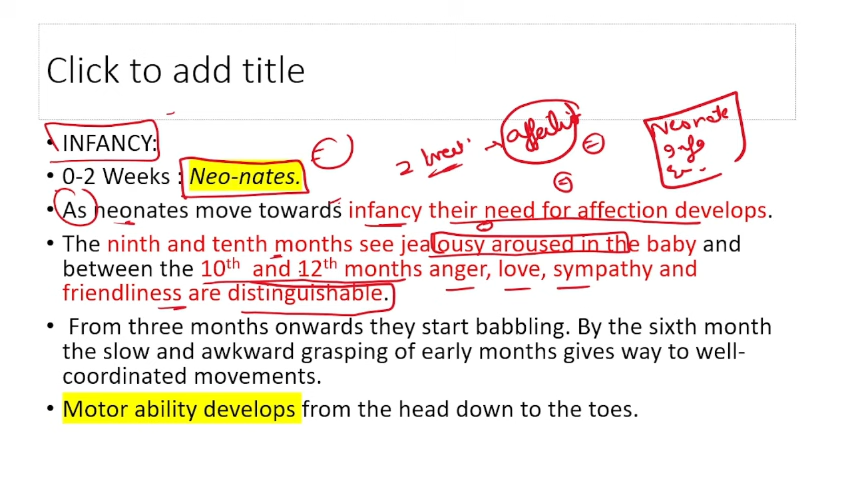 Click to add title
• INFANCY:
• 0-2 Weeks : Neo-nates.
2 week
Neonate
• As neonates move towards infancy their need for affection develops.
• The ninth and tenth months see jealousy aroused in the baby and
between the 10th and 12th months anger, love, sympathy and
friendliness are distinguishable.
• From three months onwards they start babbling. By the sixth month
the slow and awkward grasping of early months gives way to well-
coordinated movements.
• Motor ability develops from the head down to the toes.